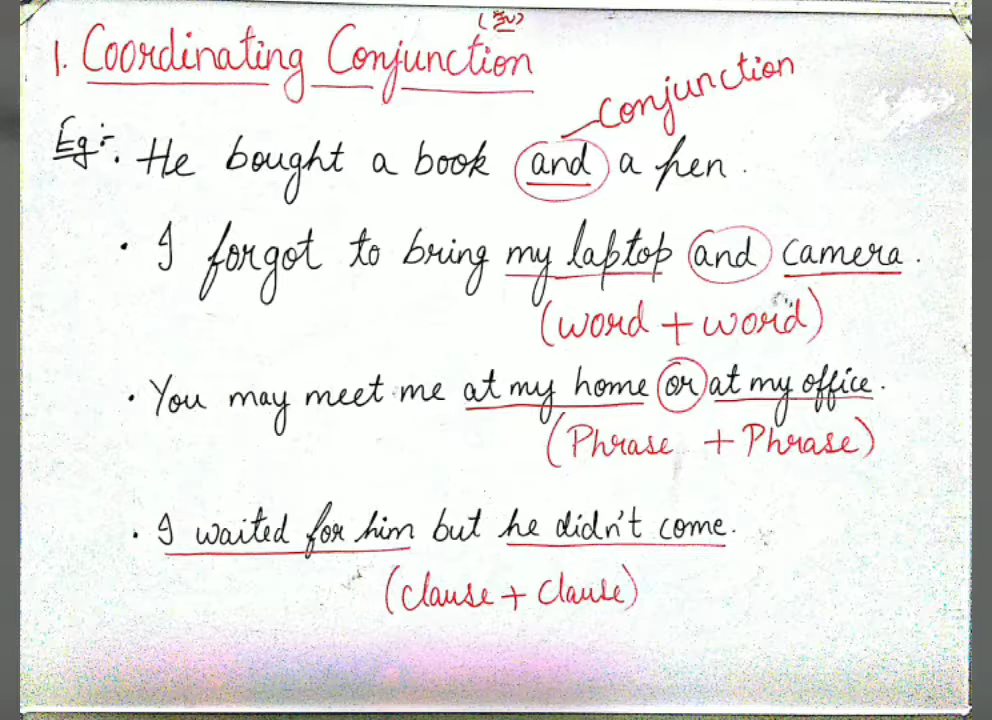 1. Coordinating Conjunction
conjunction
Eg:- • He bought a book and a pen.
• I forgot to bring my laptop and camera.
(word + word)
• You may meet me at my home or at my office.
(Phrase + Phrase)
• I waited for him but he didn't come.
(clause + clause)